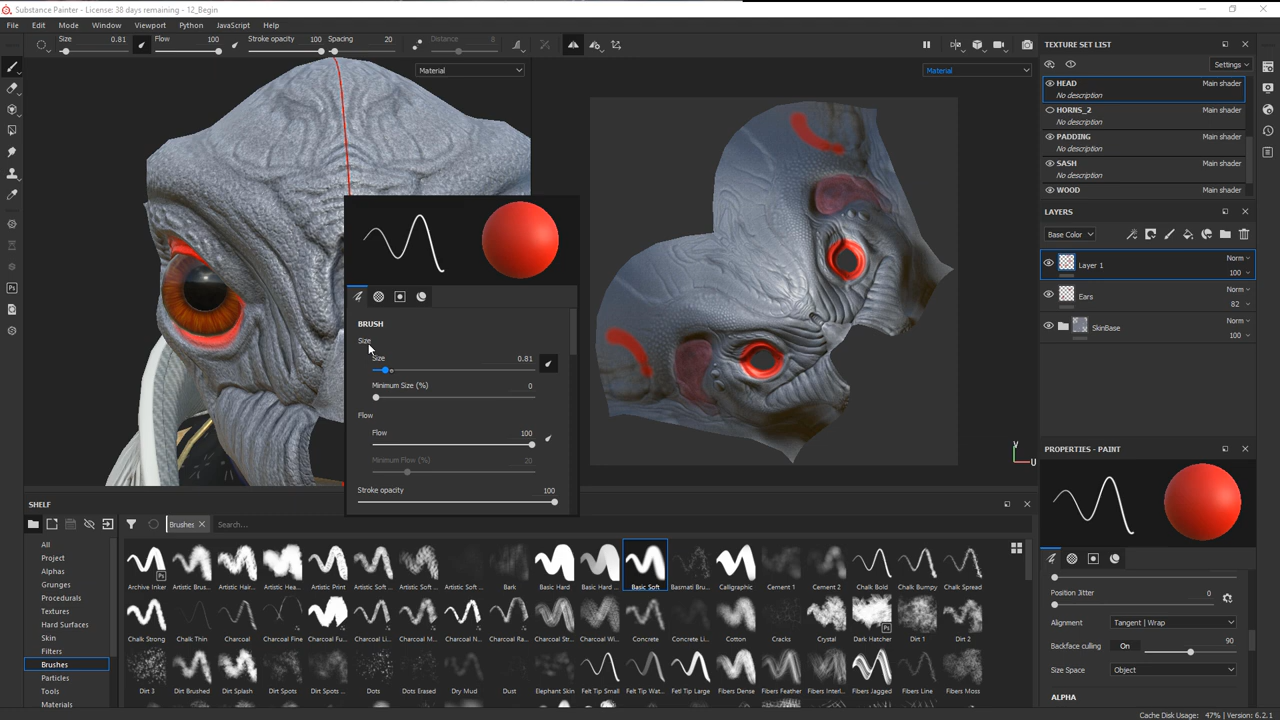 Substance Painter - License: 38 days remaining - 12_Begin
File Edit Mode Window Viewport Python JavaScript Help
Size 0.81 Flow 100 Stroke opacity 100 Spacing 20 Distance 8
Material
Material
BRUSH
Size
Size 0.81
Minimum Size (%) 0
Flow
Flow 100
Minimum Flow (%) 20
Stroke opacity 100
V
U
TEXTURE SET LIST
Settings
HEAD Main shader
No description
HORNS_2 Main shader
No description
PADDING Main shader
No description
SASH Main shader
No description
WOOD Main shader
LAYERS
Base Color
Layer 1 Norm 100
Ears Norm 82
SkinBase Norm 100
PROPERTIES - PAINT
Position Jitter 0
Alignment Tangent | Wrap
Backface culling On 90
Size Space Object
ALPHA
SHELF
Brushes Search...
All
Project
Alphas
Grunges
Procedurals
Textures
Hard Surfaces
Skin
Filters
Brushes
Particles
Tools
Materials
Archive Inker Artistic Brus... Artistic Hair... Artistic Hea... Artistic Print Artistic Soft ... Artistic Soft ... Artistic Soft ... Bark Basic Hard Basic Hard ... Basic Soft Basmati Bru... Calligraphic Cement 1 Cement 2 Chalk Bold Chalk Bumpy Chalk Spread
Chalk Strong Chalk Thin Charcoal Charcoal Fine Charcoal Fu... Charcoal Li... Charcoal M... Charcoal N... Charcoal Ra... Charcoal Str... Charcoal Wi... Concrete Concrete Li... Cotton Cracks Crystal Dark Hatcher Dirt 1 Dirt 2
Dirt 3 Dirt Brushed Dirt Splash Dirt Spots Dirt Spots ... Dots Dots Erased Dry Mud Dust Elephant Skin Felt Tip Small Felt Tip Wat... Fetl Tip Large Fibers Dense Fibers Feather Fibers Interl... Fibers Jagged Fibers Line Fibers Moss
Cache Disk Usage: 47% | Version: 6.2.1